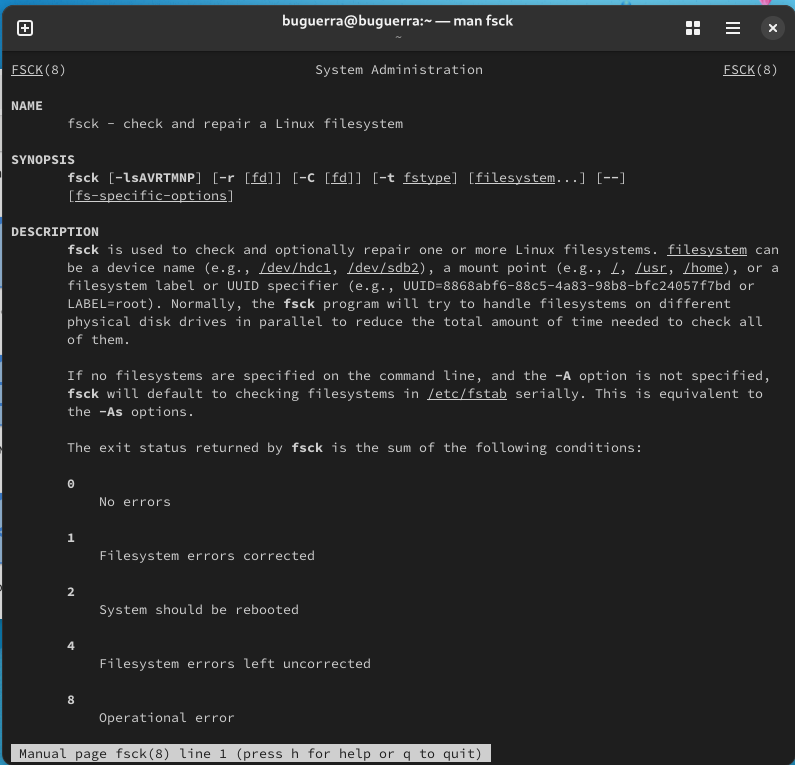 buguerra@buguerra:~ — man fsck
~
FSCK(8) System Administration FSCK(8)
NAME
fsck - check and repair a Linux filesystem
SYNOPSIS
fsck [-lsAVRTMNP] [-r [fd]] [-C [fd]] [-t fstype] [filesystem...] [--]
[fs-specific-options]
DESCRIPTION
fsck is used to check and optionally repair one or more Linux filesystems. filesystem can
be a device name (e.g., /dev/hdc1, /dev/sdb2), a mount point (e.g., /, /usr, /home), or a
filesystem label or UUID specifier (e.g., UUID=8868abf6-88c5-4a83-98b8-bfc24057f7bd or
LABEL=root). Normally, the fsck program will try to handle filesystems on different
physical disk drives in parallel to reduce the total amount of time needed to check all
of them.
If no filesystems are specified on the command line, and the -A option is not specified,
fsck will default to checking filesystems in /etc/fstab serially. This is equivalent to
the -As options.
The exit status returned by fsck is the sum of the following conditions:
0
No errors
1
Filesystem errors corrected
2
System should be rebooted
4
Filesystem errors left uncorrected
8
Operational error
Manual page fsck(8) line 1 (press h for help or q to quit)